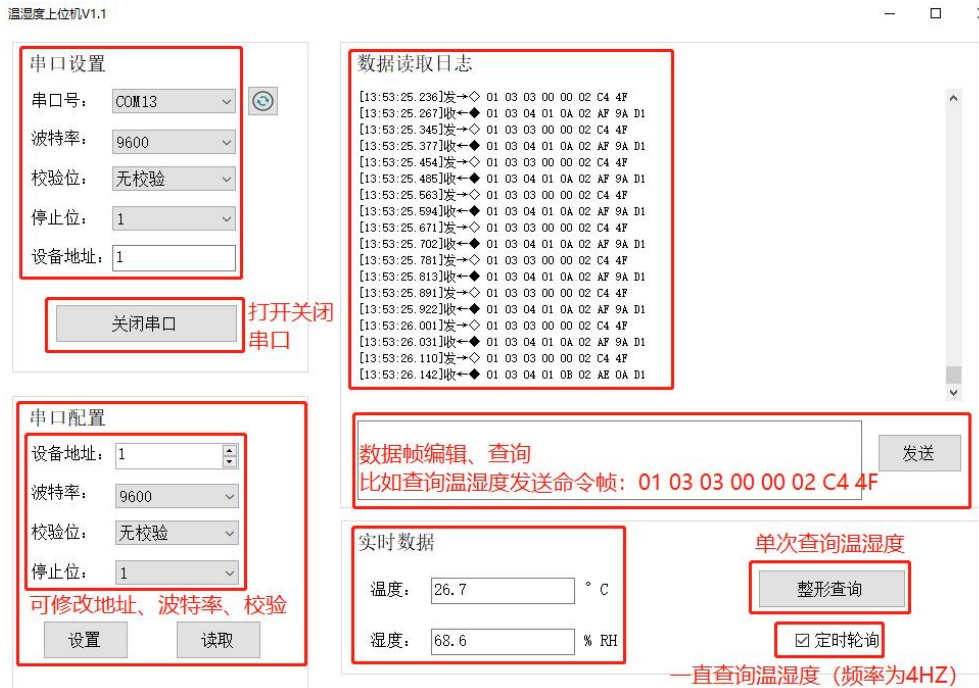 温湿度上位机V1.1
串口设置
串口号: COM13
波特率: 9600
校验位: 无校验
停止位: 1
设备地址: 1
关闭串口
打开关闭
串口
数据读取日志
[13:53:25.236]发→◇ 01 03 03 00 00 02 C4 4F
[13:53:25.267]收←◆ 01 03 04 01 0A 02 AF 9A D1
[13:53:25.345]发→◇ 01 03 03 00 00 02 C4 4F
[13:53:25.377]收←◆ 01 03 04 01 0A 02 AF 9A D1
[13:53:25.454]发→◇ 01 03 03 00 00 02 C4 4F
[13:53:25.485]收←◆ 01 03 04 01 0A 02 AF 9A D1
[13:53:25.563]发→◇ 01 03 03 00 00 02 C4 4F
[13:53:25.594]收←◆ 01 03 04 01 0A 02 AF 9A D1
[13:53:25.671]发→◇ 01 03 03 00 00 02 C4 4F
[13:53:25.702]收←◆ 01 03 04 01 0A 02 AF 9A D1
[13:53:25.781]发→◇ 01 03 03 00 00 02 C4 4F
[13:53:25.813]收←◆ 01 03 04 01 0A 02 AF 9A D1
[13:53:25.891]发→◇ 01 03 03 00 00 02 C4 4F
[13:53:25.922]收←◆ 01 03 04 01 0A 02 AF 9A D1
[13:53:26.001]发→◇ 01 03 03 00 00 02 C4 4F
[13:53:26.031]收←◆ 01 03 04 01 0A 02 AF 9A D1
[13:53:26.110]发→◇ 01 03 03 00 00 02 C4 4F
[13:53:26.142]收←◆ 01 03 04 01 0B 02 AE 0A D1
串口配置
设备地址: 1
波特率: 9600
校验位: 无校验
停止位: 1
可修改地址、波特率、校验
设置 读取
数据帧编辑、查询
比如查询温湿度发送命令帧：01 03 03 00 00 02 C4 4F
发送
实时数据
温度: 26.7 ° C
湿度: 68.6 % RH
单次查询温湿度
整形查询
定时轮询
一直查询温湿度（频率为4HZ）